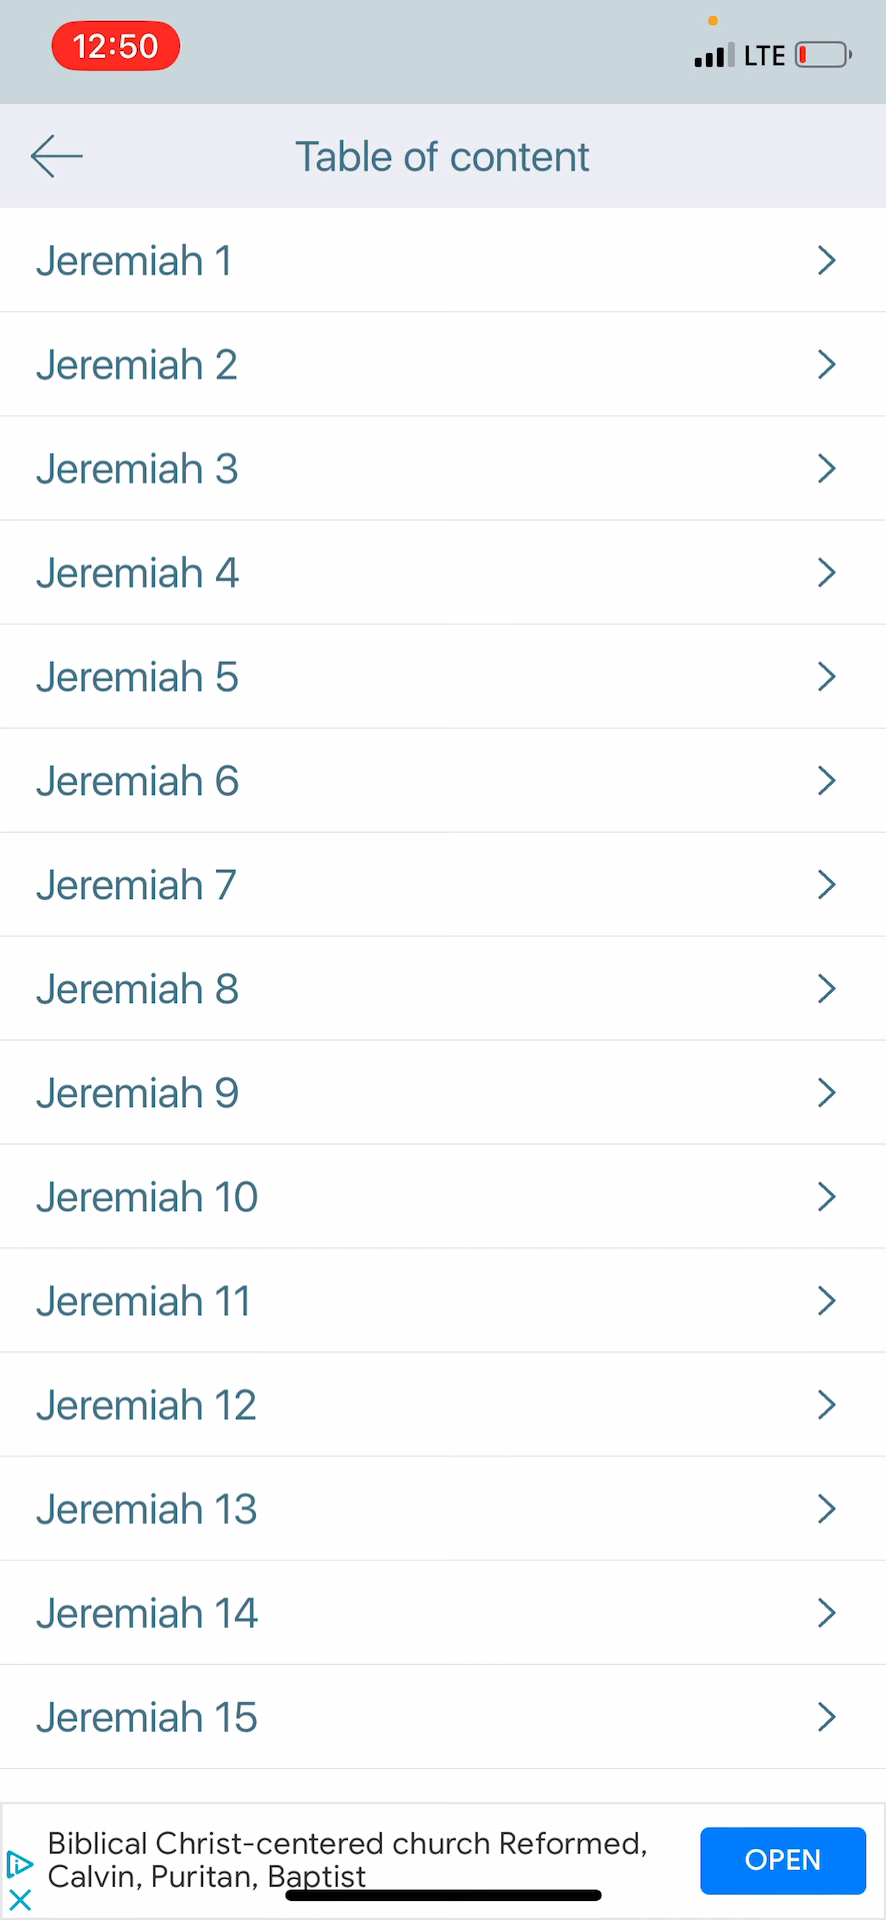 12:50
LTE
Table of content
Jeremiah 1
Jeremiah 2
Jeremiah 3
Jeremiah 4
Jeremiah 5
Jeremiah 6
Jeremiah 7
Jeremiah 8
Jeremiah 9
Jeremiah 10
Jeremiah 11
Jeremiah 12
Jeremiah 13
Jeremiah 14
Jeremiah 15
Biblical Christ-centered church Reformed,
Calvin, Puritan, Baptist
OPEN